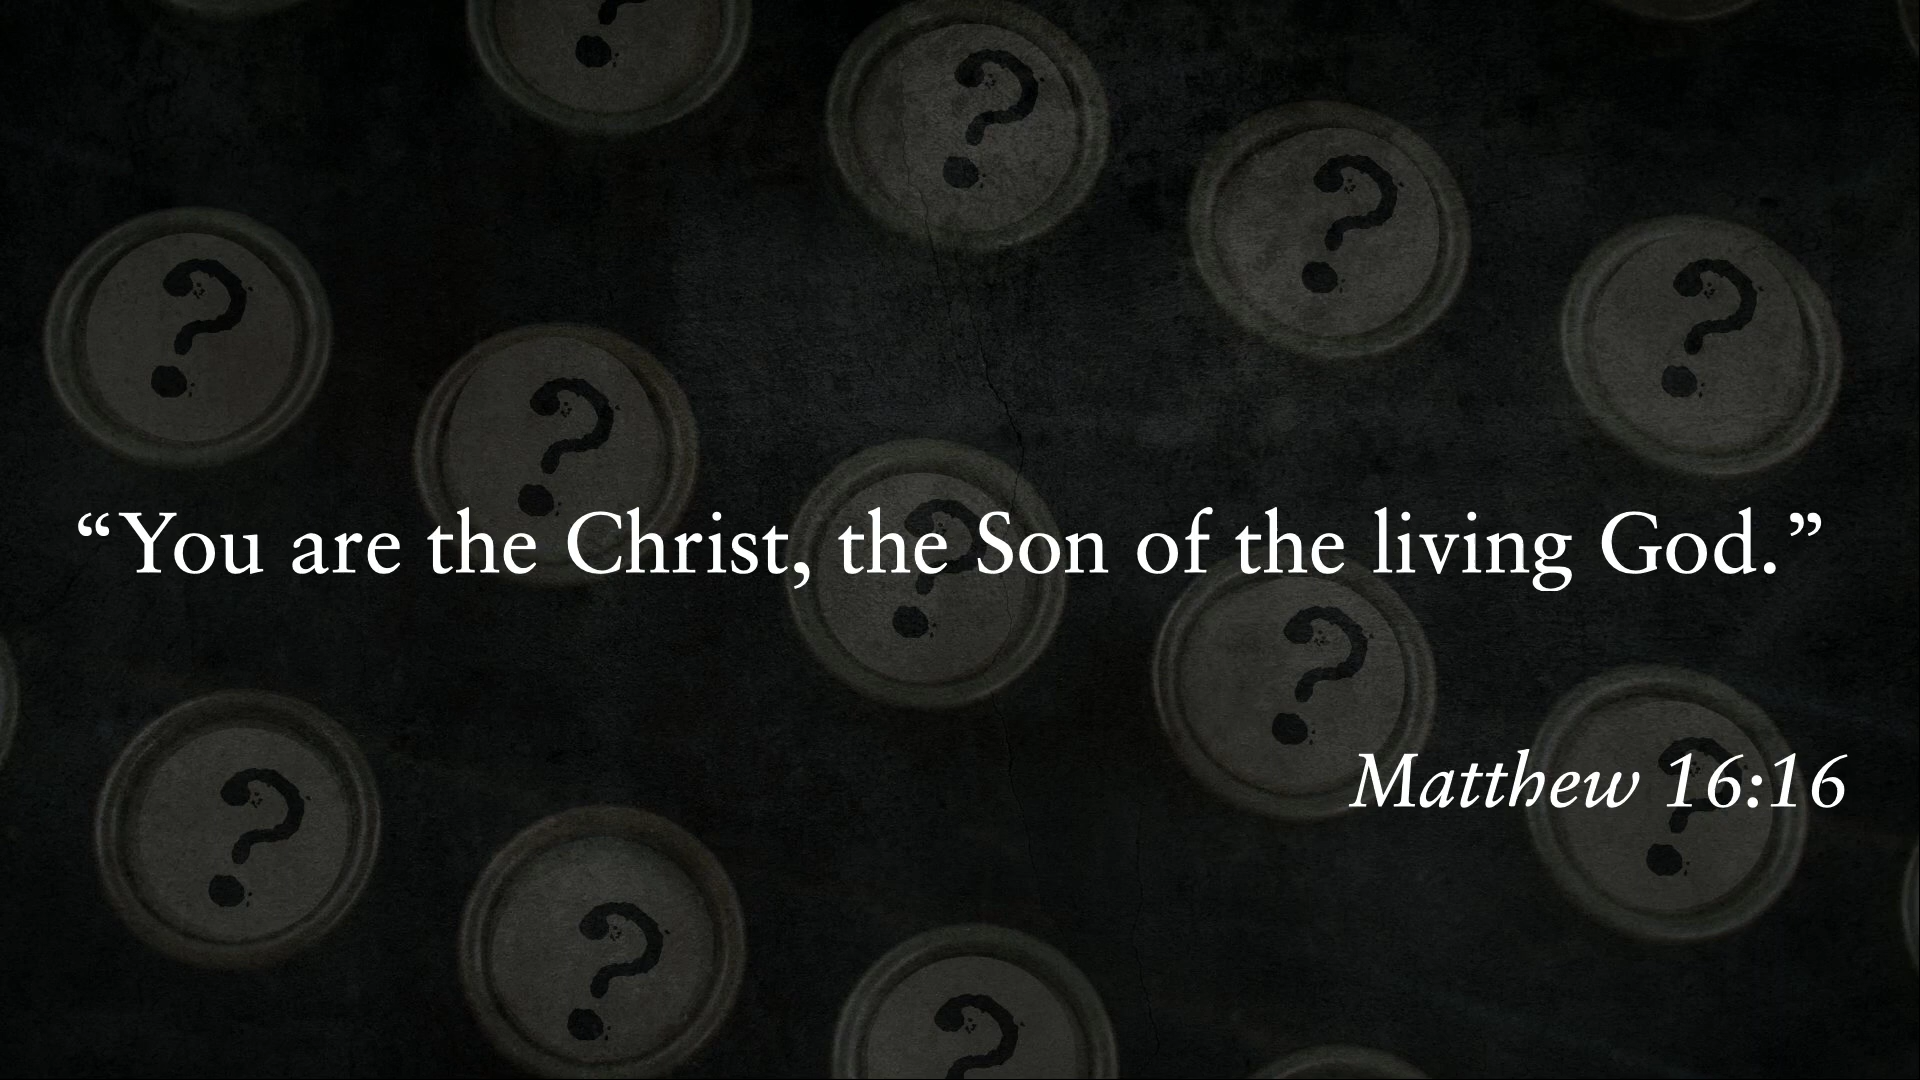 “You are the Christ, the Son of the living God.”
Matthew 16:16